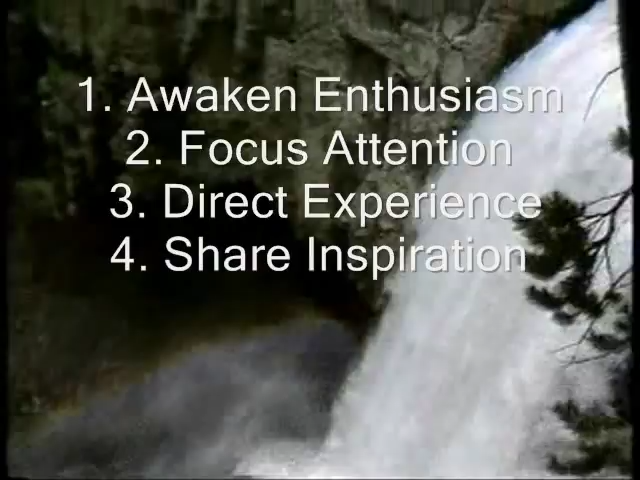 1. Awaken Enthusiasm
2. Focus Attention
3. Direct Experience
4. Share Inspiration